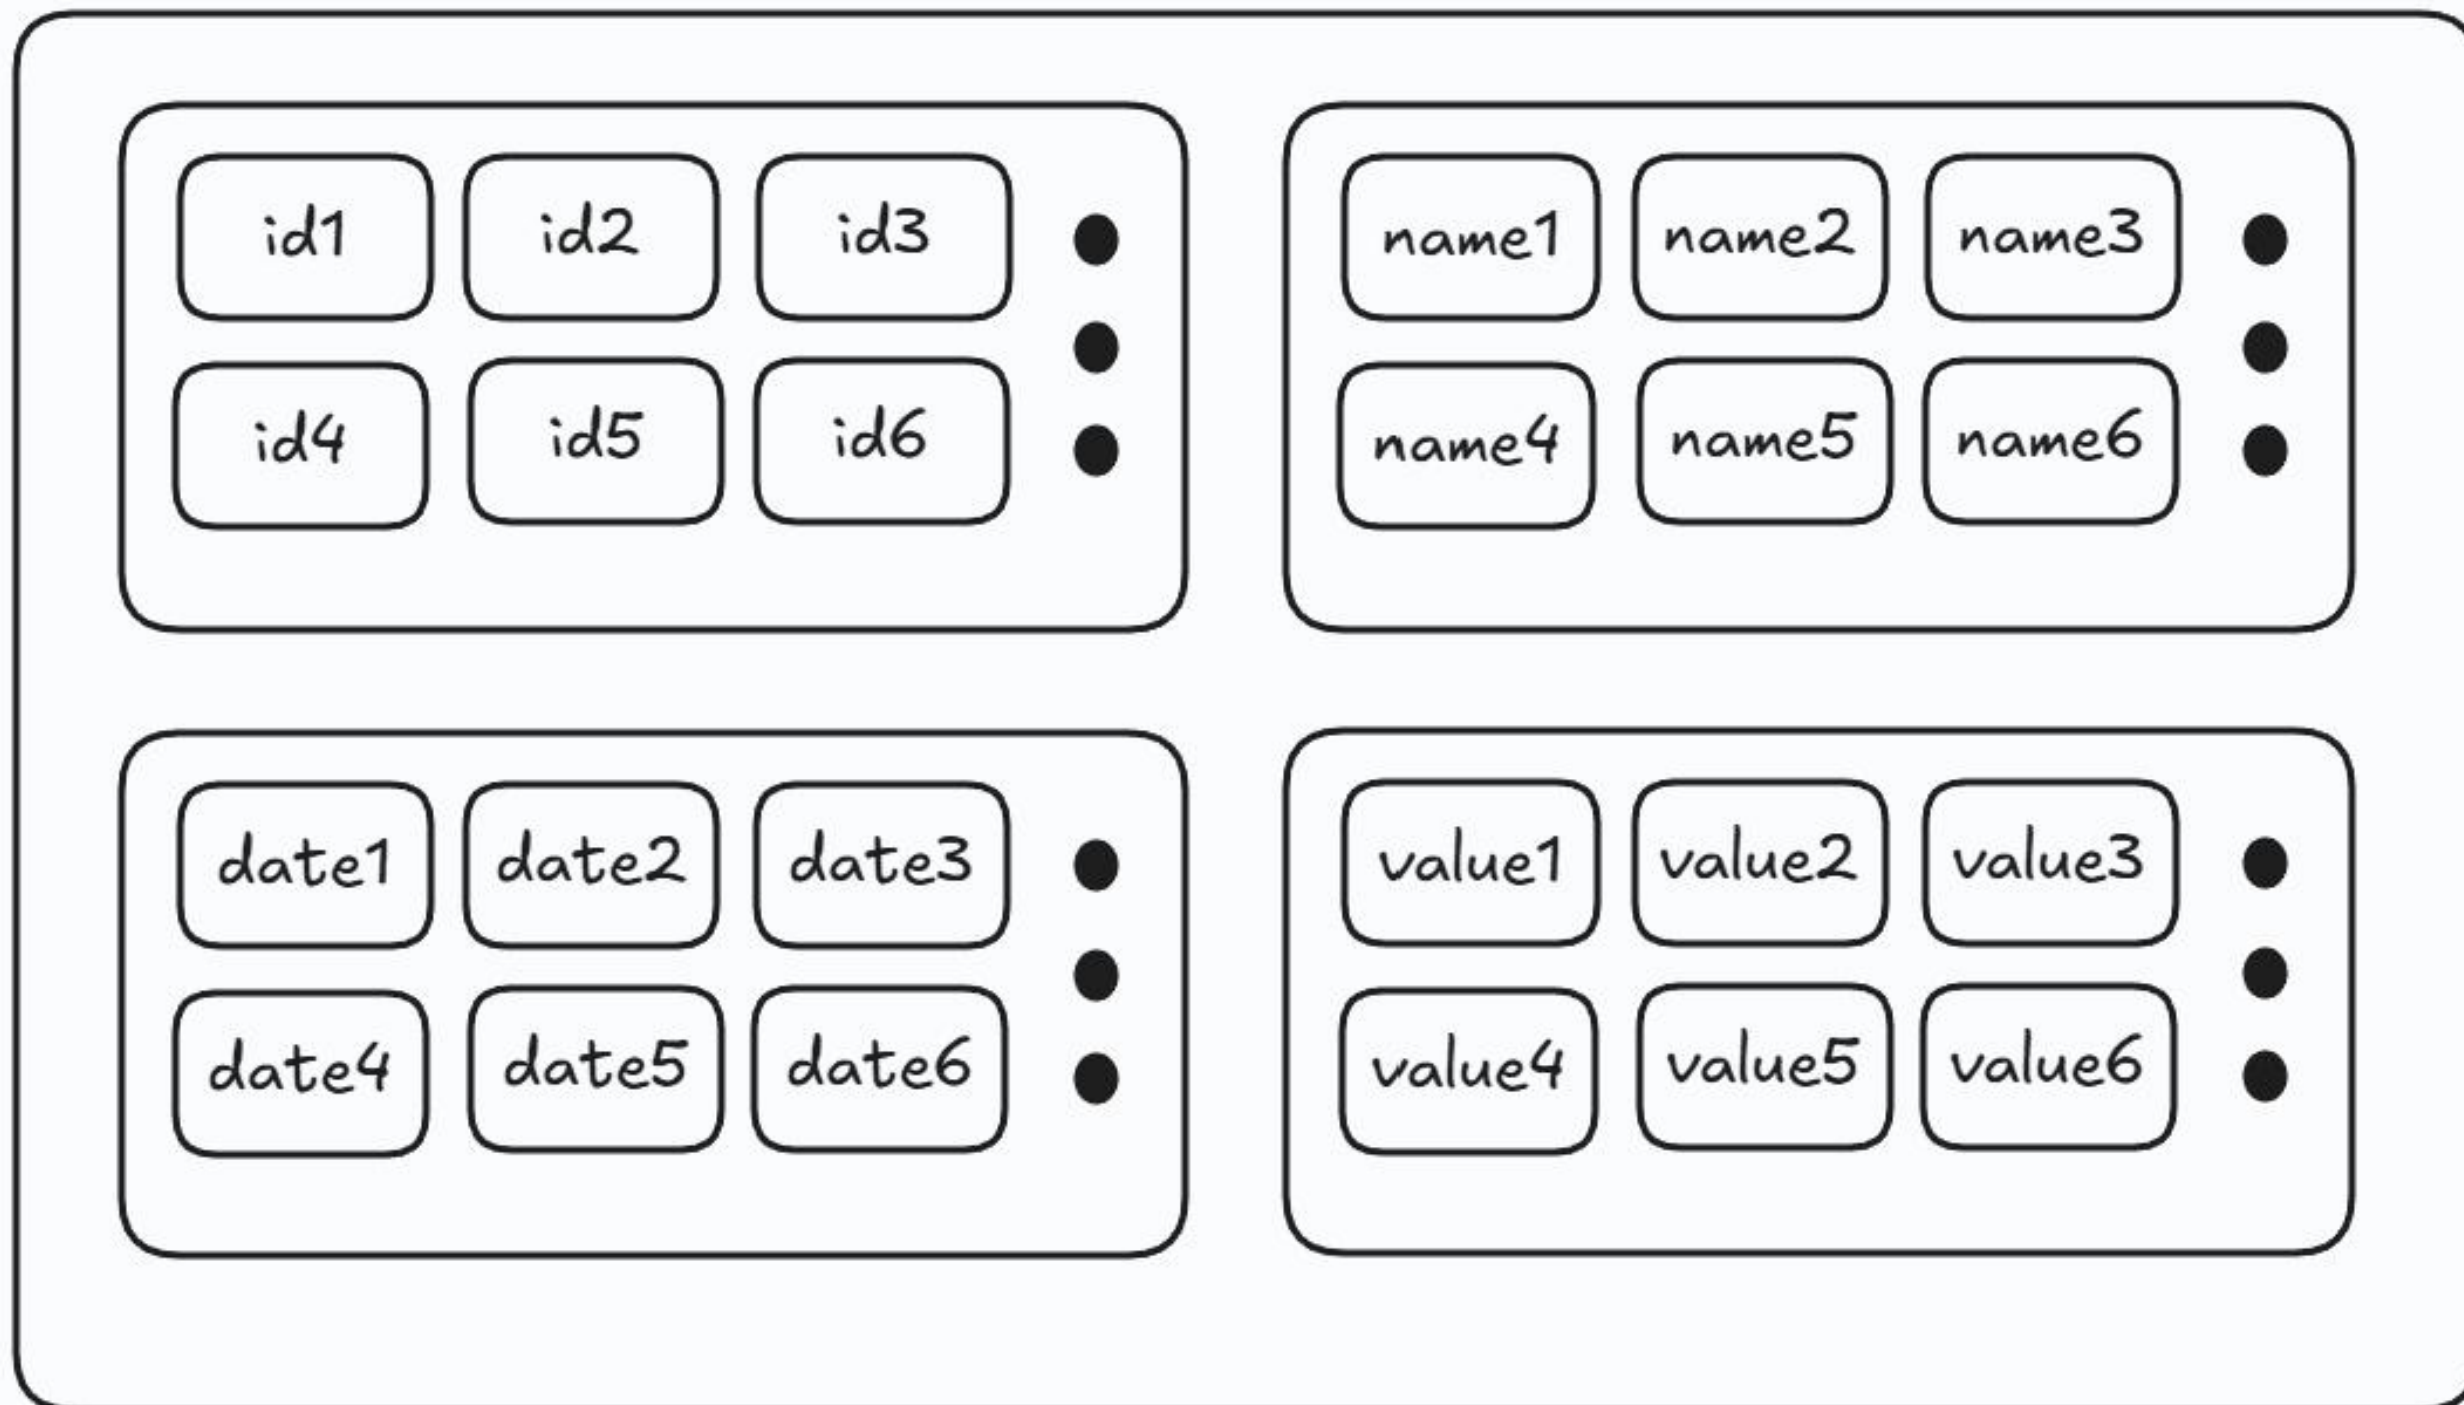 id1 id2 id3
id4 id5 id6
name1 name2 name3
name4 name5 name6
date1 date2 date3
date4 date5 date6
value1 value2 value3
value4 value5 value6